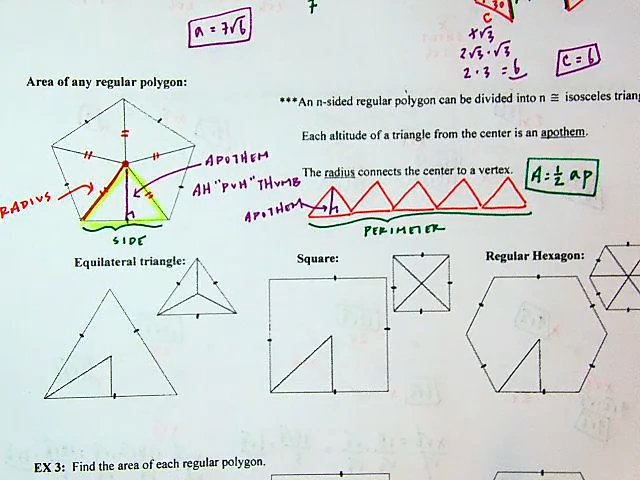 7
30
C
a = 7√6
x√3
2√3·√3
2·3 = 6
C = 6
Area of any regular polygon:
***An n-sided regular polygon can be divided into n ≅ isosceles
Each altitude of a triangle from the center is an apothem.
The radius connects the center to a vertex.
A = ½ ap
RADIUS
APOTHEM
AH "PUH" THUMB
APOTHEM
SIDE
PERIMETER
Equilateral triangle:
Square:
Regular Hexagon:
EX 3: Find the area of each regular polygon.